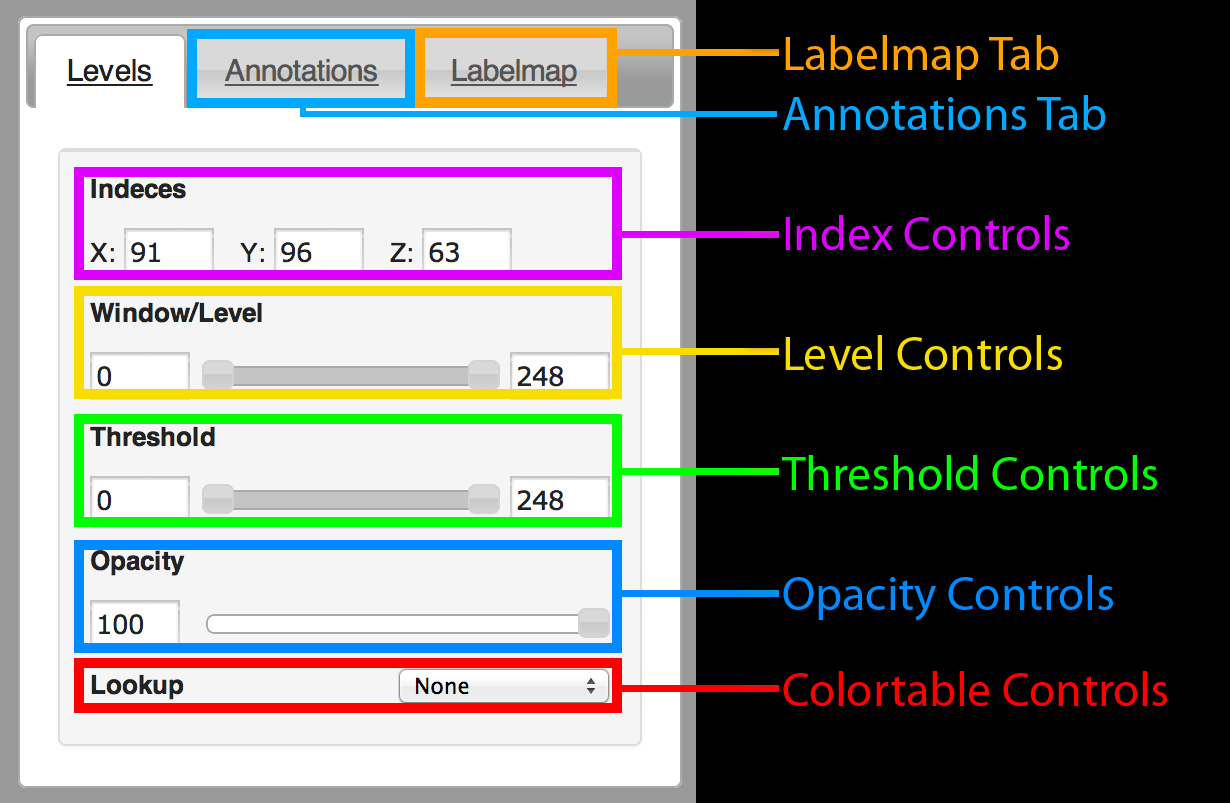 Levels Annotations Labelmap
Labelmap Tab
Annotations Tab
Indeces
X: 91 Y: 96 Z: 63
Index Controls
Window/Level
0 248
Level Controls
Threshold
0 248
Threshold Controls
Opacity
100
Opacity Controls
Lookup None
Colortable Controls